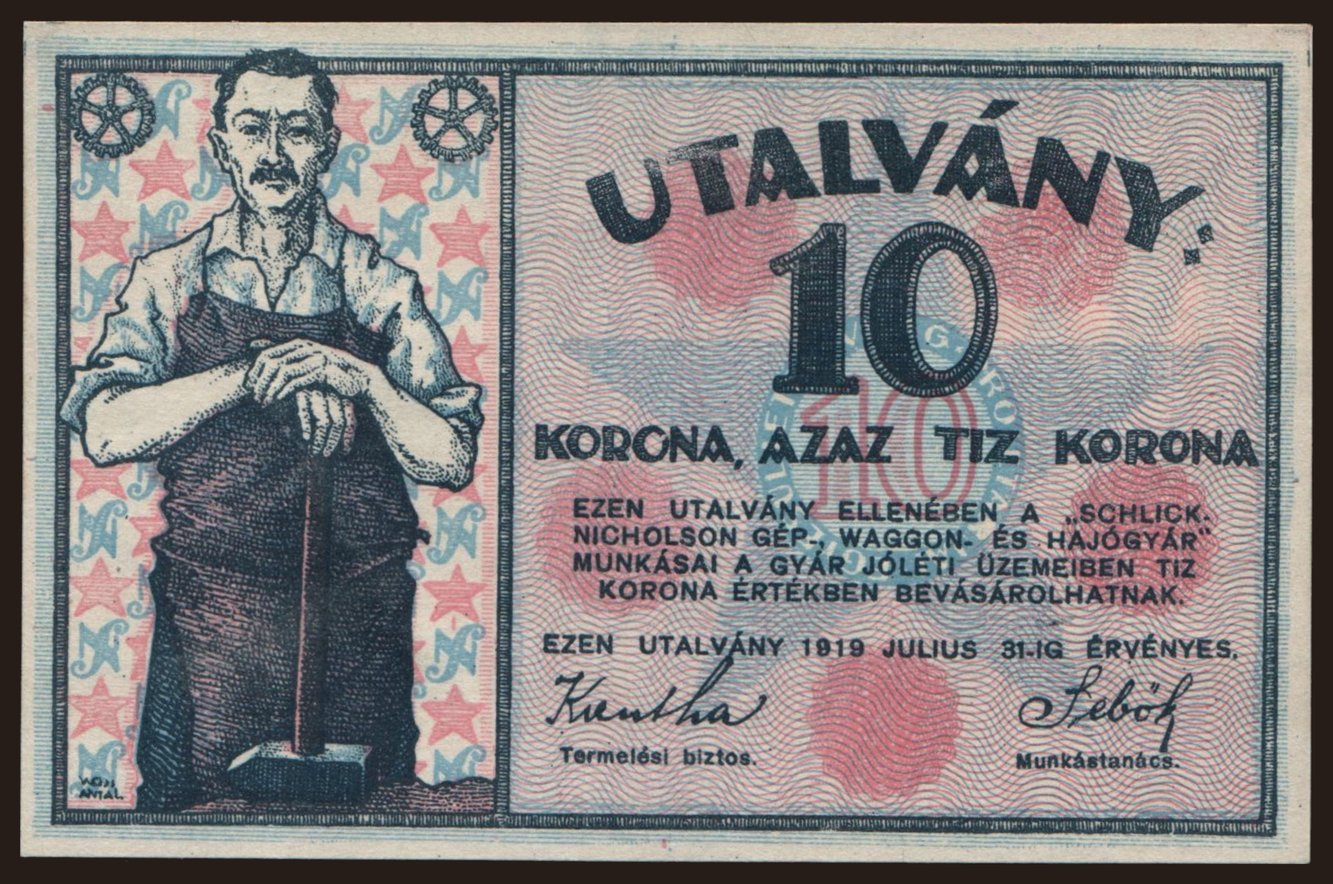 UTALVÁNY:
10
10
KORONA, AZAZ TIZ KORONA
EZEN UTALVÁNY ELLENÉBEN A „SCHLICK.
NICHOLSON GÉP-, WAGGON- ÉS HAJÓGYÁR”
MUNKÁSAI A GYÁR JÓLÉTI ÜZEMEIBEN TIZ
KORONA ÉRTÉKBEN BEVÁSÁROLHATNAK.
EZEN UTALVÁNY 1919 JULIUS 31-IG ÉRVÉNYES.
Kuntha Sebők
Termelési biztos. Munkástanács.
ANTAL